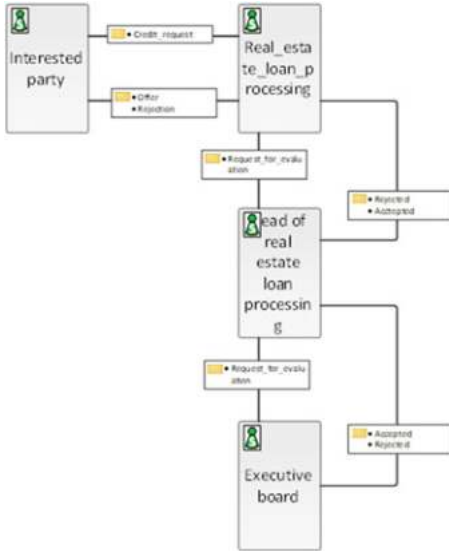 Interested
party
• Credit_request
• Offer
• Rejection
Real_esta
te_loan_p
rocessing
• Request_for_evalu
ation
• Rejected
• Accepted
ead of
real
estate
loan
processin
g
• Request_for_evalu
ation
• Accepted
• Rejected
Executive
board